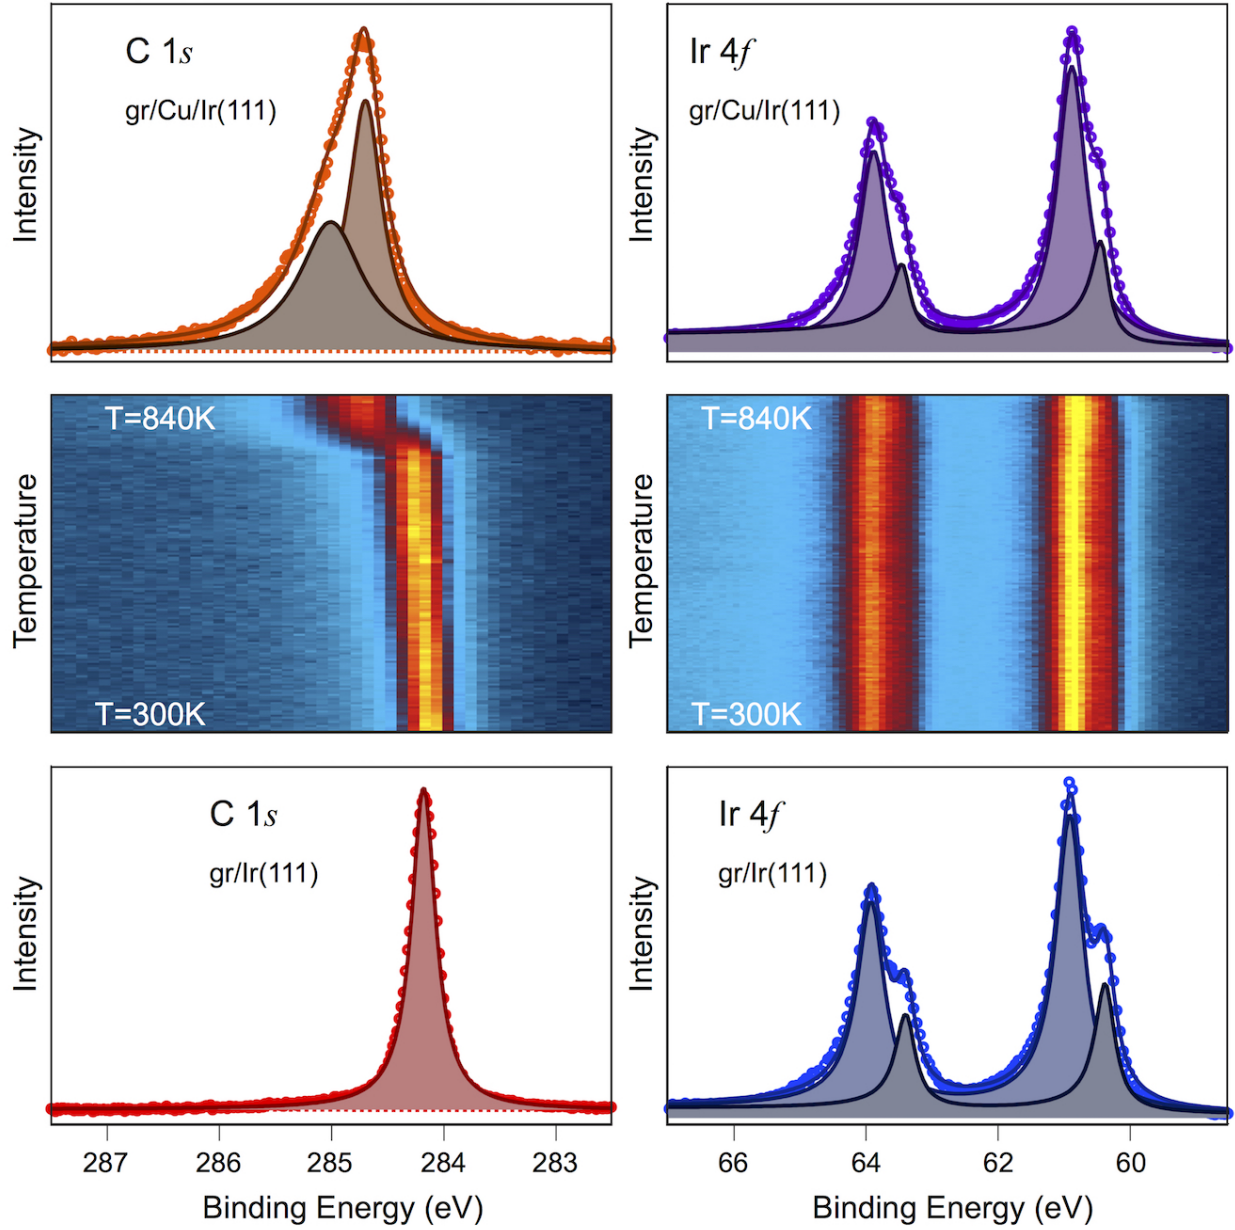 C 1s
gr/Cu/Ir(111)
Intensity
Ir 4f
gr/Cu/Ir(111)
Intensity
T=840K
T=300K
Temperature
T=840K
T=300K
Temperature
C 1s
gr/Ir(111)
Intensity
287 286 285 284 283
Binding Energy (eV)
Ir 4f
gr/Ir(111)
Intensity
66 64 62 60
Binding Energy (eV)